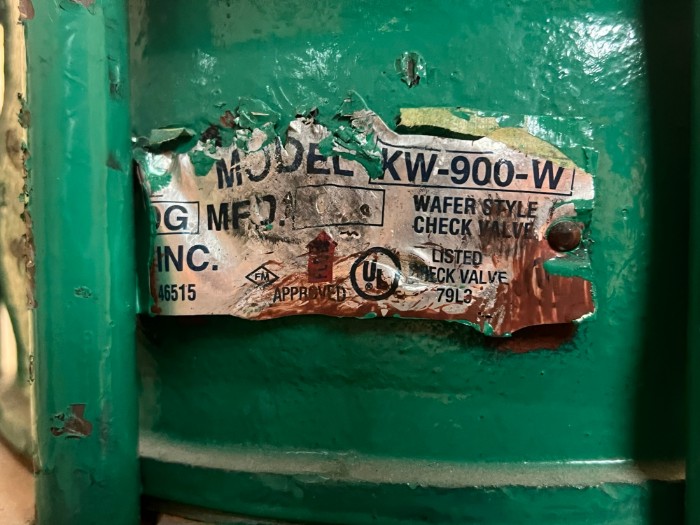 MODEL KW-900-W
DG MFD.
WAFER STYLE
CHECK VALVE
INC.
46515
FM
APPROVED
UL
LISTED
CHECK VALVE
79L3